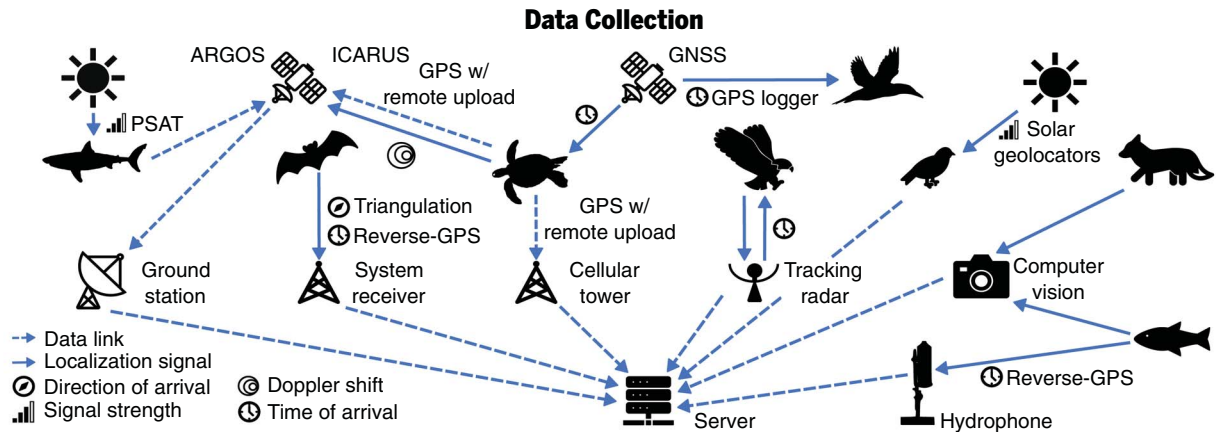 Data Collection
ARGOS
ICARUS
GPS w/
remote upload
GNSS
GPS logger
PSAT
Solar
geolocators
Triangulation
Reverse-GPS
GPS w/
remote upload
Ground
station
System
receiver
Cellular
tower
Tracking
radar
Computer
vision
Data link
Localization signal
Direction of arrival
Signal strength
Doppler shift
Time of arrival
Server
Reverse-GPS
Hydrophone